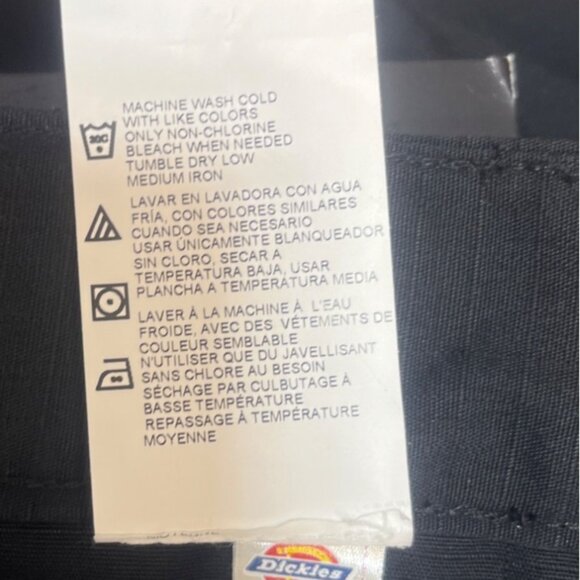 30C
MACHINE WASH COLD
WITH LIKE COLORS
ONLY NON-CHLORINE
BLEACH WHEN NEEDED
TUMBLE DRY LOW
MEDIUM IRON
LAVAR EN LAVADORA CON AGUA
FRÍA, CON COLORES SIMILARES
CUANDO SEA NECESARIO
USAR ÚNICAMENTE BLANQUEADOR
SIN CLORO, SECAR A
TEMPERATURA BAJA, USAR
PLANCHA A TEMPERATURA MEDIA
LAVER À LA MACHINE À L'EAU
FROIDE, AVEC DES VÉTEMENTS DE
COULEUR SEMBLABLE
N'UTILISER QUE DU JAVELLISANT
SANS CHLORE AU BESOIN
SÉCHAGE PAR CULBUTAGE À
BASSE TEMPÉRATURE
REPASSAGE À TEMPÉRATURE
MOYENNE
Dickies